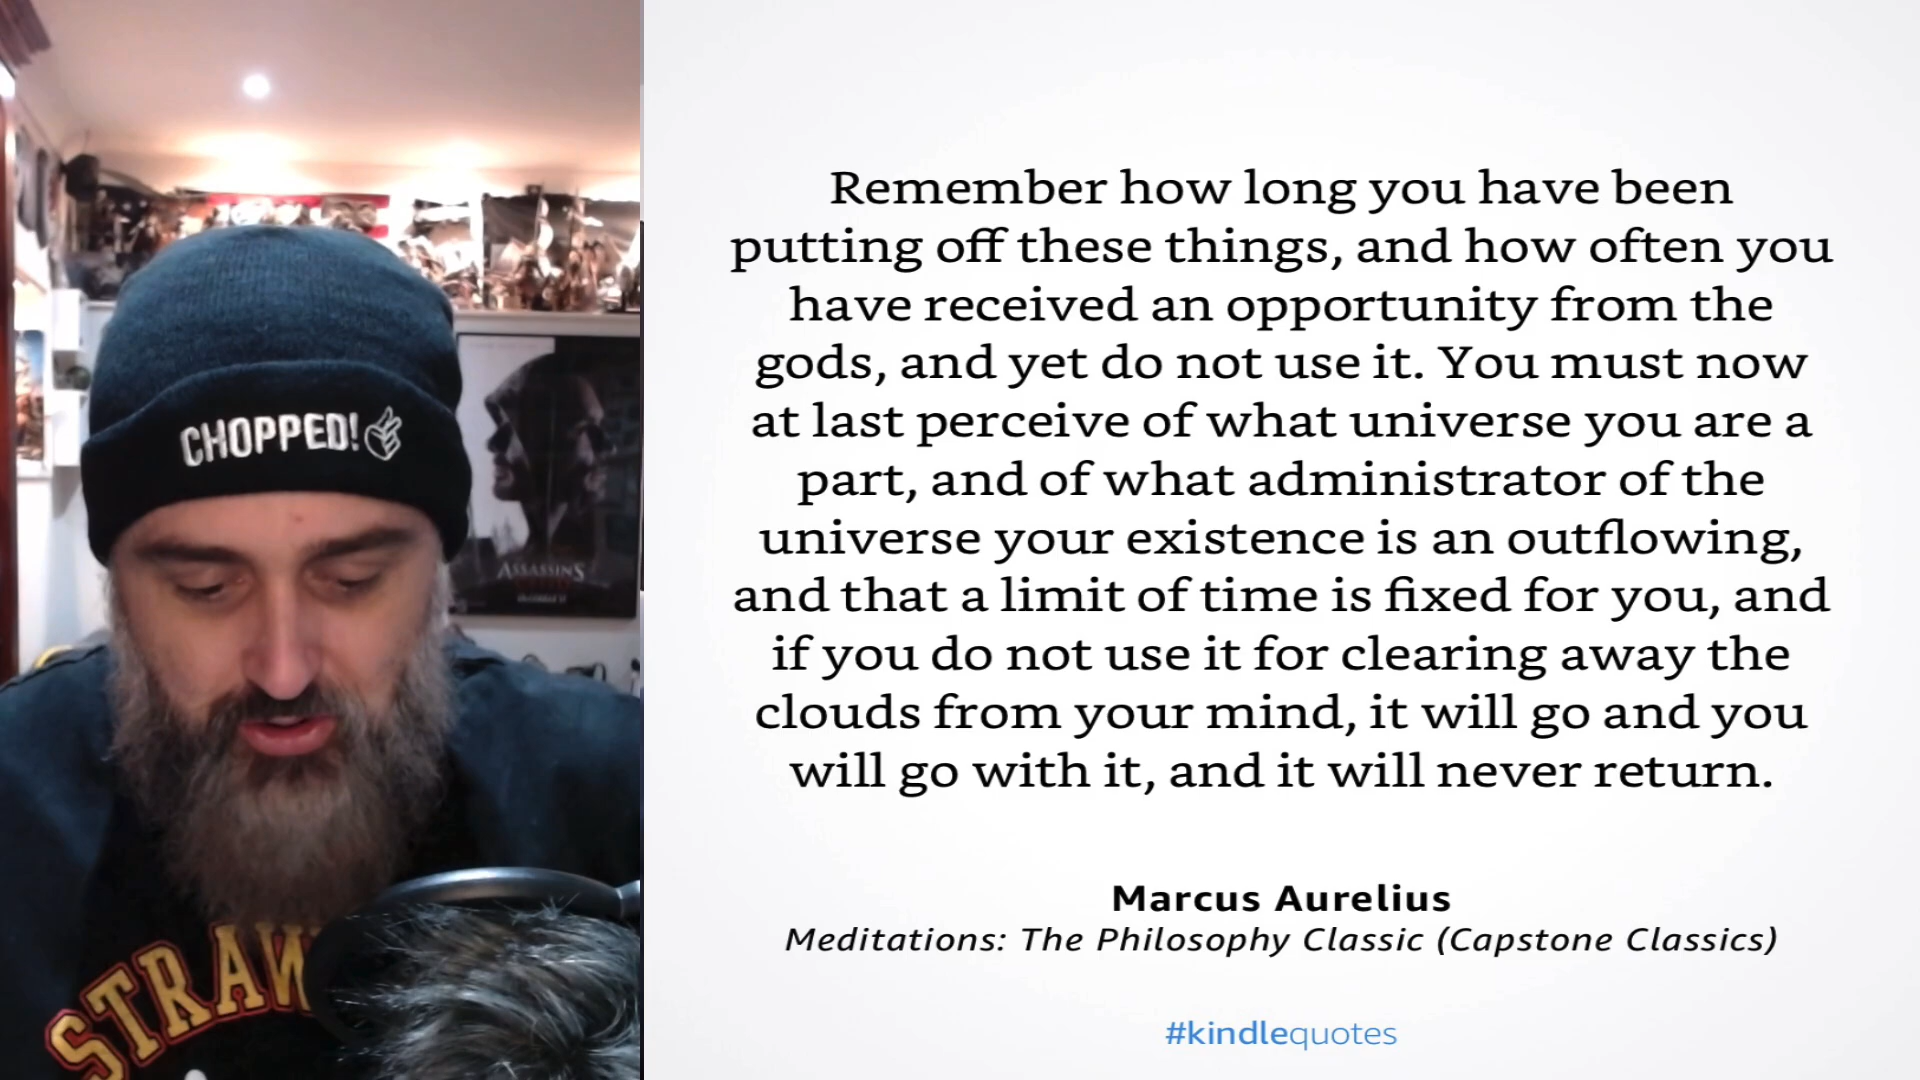 CHOPPED!
ASSASSINS
STRAW
Remember how long you have been
putting off these things, and how often you
have received an opportunity from the
gods, and yet do not use it. You must now
at last perceive of what universe you are a
part, and of what administrator of the
universe your existence is an outflowing,
and that a limit of time is fixed for you, and
if you do not use it for clearing away the
clouds from your mind, it will go and you
will go with it, and it will never return.
Marcus Aurelius
Meditations: The Philosophy Classic (Capstone Classics)
#kindlequotes